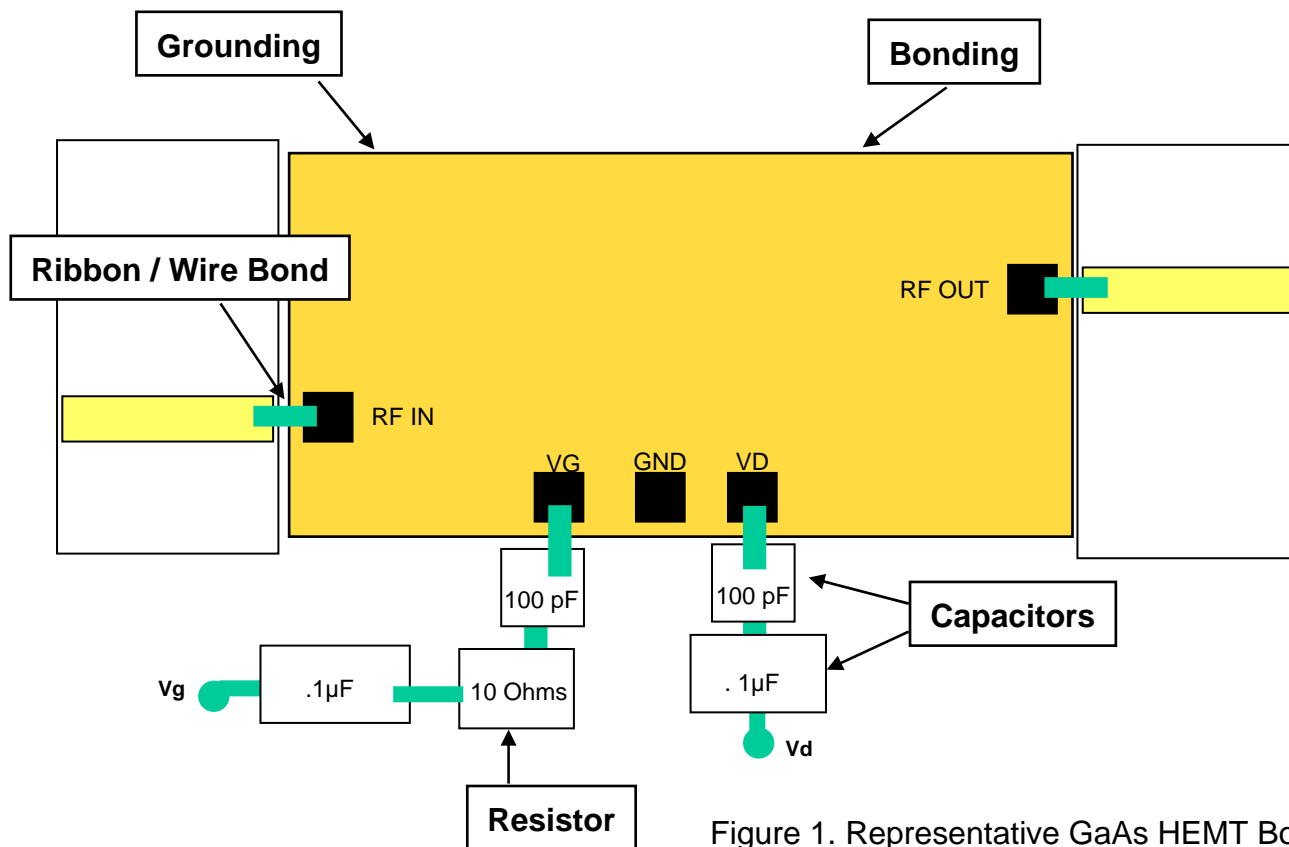 Grounding
Bonding
Ribbon / Wire Bond
RF OUT
RF IN
VG
GND
VD
100 pF
100 pF
Capacitors
Vg
.1µF
10 Ohms
. 1µF
Vd
Resistor
Figure 1. Representative GaAs HEMT Bo